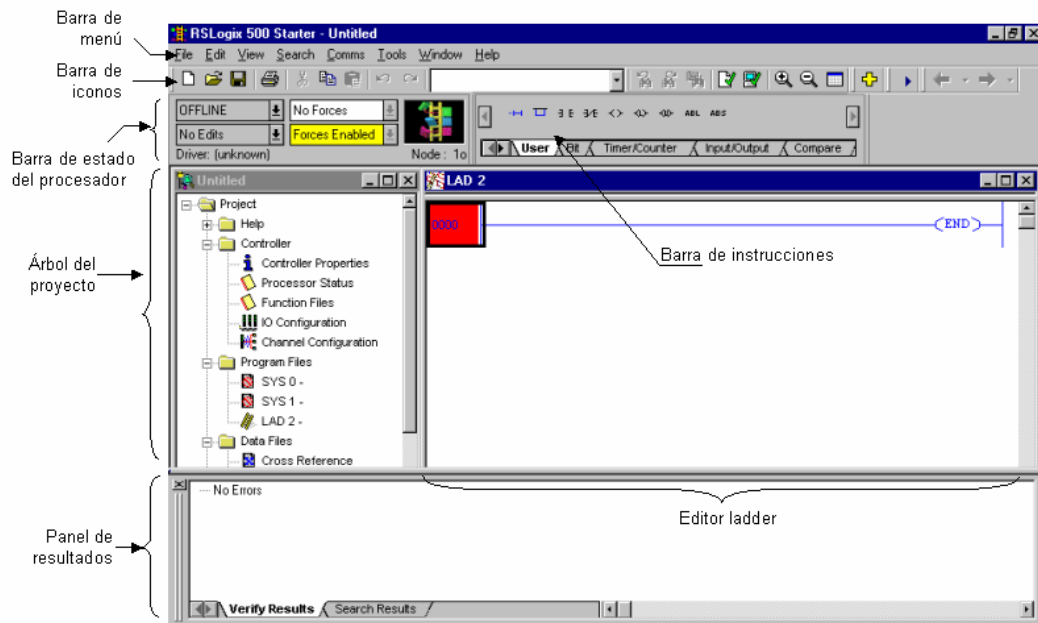 Barra de
menú
RSLogix 500 Starter - Untitled
File Edit View Search Comms Tools Window Help
Barra de
iconos
OFFLINE
No Forces
No Edits
Forces Enabled
Driver: (unknown)
Node : 1o
ABL ABS
User Bit Timer/Counter Input/Output Compare
Barra de estado
del procesador
Untitled
LAD 2
Project
Help
Controller
Controller Properties
Processor Status
Function Files
IO Configuration
Channel Configuration
Program Files
SYS 0 -
SYS 1 -
LAD 2 -
Data Files
Cross Reference
0000
END
Barra de instrucciones
Árbol del
proyecto
No Errors
Editor ladder
Panel de
resultados
Verify Results Search Results